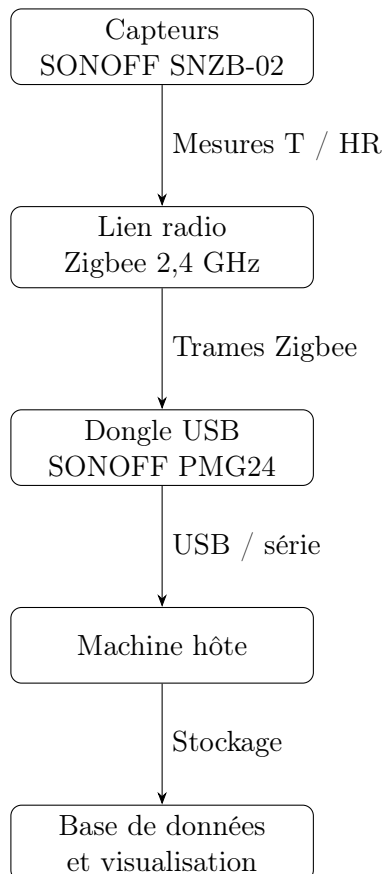 Capteurs
SONOFF SNZB-02
Mesures T / HR
Lien radio
Zigbee 2,4 GHz
Trames Zigbee
Dongle USB
SONOFF PMG24
USB / série
Machine hôte
Stockage
Base de données
et visualisation